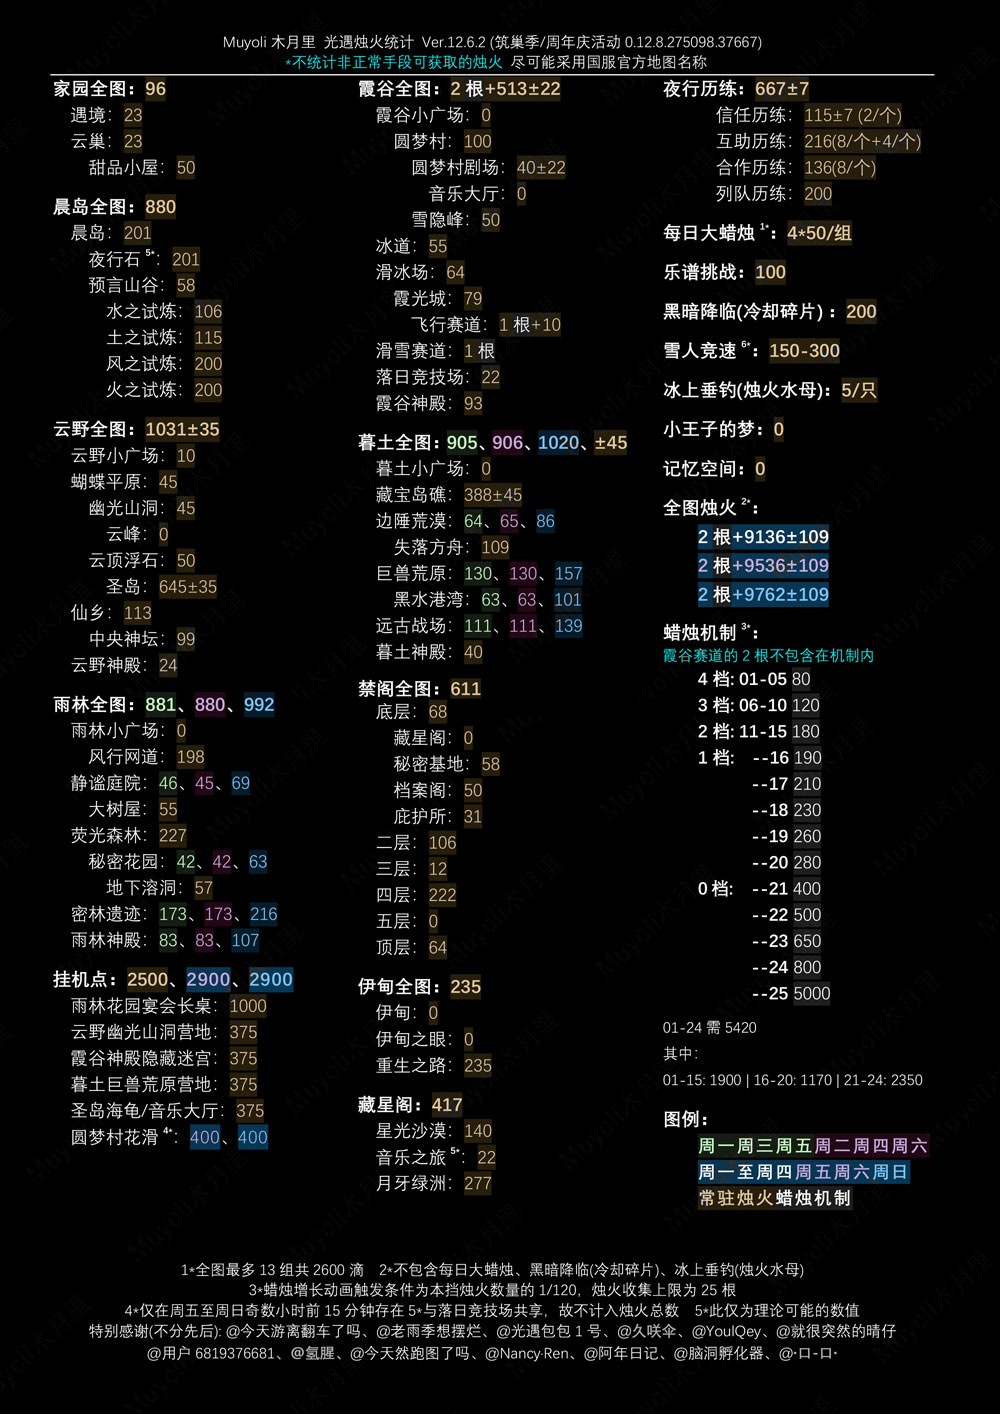 Muyoli 木月里 光遇烛火统计 Ver.12.6.2 (筑巢季/周年庆活动 0.12.8.275098.37667)
*不统计非正常手段可获取的烛火 尽可能采用国服官方地图名称
家园全图：96
遇境：23
云巢：23
甜品小屋：50
晨岛全图：880
晨岛：201
夜行石 5*：201
预言山谷：58
水之试炼：106
土之试炼：115
风之试炼：200
火之试炼：200
云野全图：1031±35
云野小广场：10
蝴蝶平原：45
幽光山洞：45
云峰：0
云顶浮石：50
圣岛：645±35
仙乡：113
中央神坛：99
云野神殿：24
雨林全图：881、880、992
雨林小广场：0
风行网道：198
静谧庭院：46、45、69
大树屋：55
荧光森林：227
秘密花园：42、42、63
地下溶洞：57
密林遗迹：173、173、216
雨林神殿：83、83、107
挂机点：2500、2900、2900
雨林花园宴会长桌：1000
云野幽光山洞营地：375
霞谷神殿隐藏迷宫：375
暮土巨兽荒原营地：375
圣岛海龟/音乐大厅：375
圆梦村花滑 4*：400、400
霞谷全图：2 根+513±22
霞谷小广场：0
圆梦村：100
圆梦村剧场：40±22
音乐大厅：0
雪隐峰：50
冰道：55
滑冰场：64
霞光城：79
飞行赛道：1 根+10
滑雪赛道：1 根
落日竞技场：22
霞谷神殿：93
暮土全图：905、906、1020、±45
暮土小广场：0
藏宝岛礁：388±45
边陲荒漠：64、65、86
失落方舟：109
巨兽荒原：130、130、157
黑水港湾：63、63、101
远古战场：111、111、139
暮土神殿：40
禁阁全图：611
底层：68
藏星阁：0
秘密基地：58
档案阁：50
庇护所：31
二层：106
三层：12
四层：222
五层：0
顶层：64
伊甸全图：235
伊甸：0
伊甸之眼：0
重生之路：235
藏星阁：417
星光沙漠：140
音乐之旅 5*：22
月牙绿洲：277
夜行历练：667±7
信任历练：115±7 (2/个)
互助历练：216(8/个+4/个)
合作历练：136(8/个)
列队历练：200
每日大蜡烛 1*：4*50/组
乐谱挑战：100
黑暗降临(冷却碎片)：200
雪人竞速 6*：150-300
冰上垂钓(烛火水母)：5/只
小王子的梦：0
记忆空间：0
全图烛火 2*：
2 根+9136±109
2 根+9536±109
2 根+9762±109
蜡烛机制 3*：
霞谷赛道的 2 根不包含在机制内
4 档: 01-05 80
3 档: 06-10 120
2 档: 11-15 180
1 档: --16 190
--17 210
--18 230
--19 260
--20 280
0 档: --21 400
--22 500
--23 650
--24 800
--25 5000
01-24 需 5420
其中：
01-15: 1900 | 16-20: 1170 | 21-24: 2350
图例：
周一周三周五周二周四周六
周一至周四周五周六周日
常驻烛火蜡烛机制
1*全图最多 13 组共 2600 滴 2*不包含每日大蜡烛、黑暗降临(冷却碎片)、冰上垂钓(烛火水母)
3*蜡烛增长动画触发条件为本挡烛火数量的 1/120，烛火收集上限为 25 根
4*仅在周五至周日奇数小时前 15 分钟存在 5*与落日竞技场共享，故不计入烛火总数 5*此仅为理论可能的数值
特别感谢(不分先后): @今天游离翻车了吗、@老雨季想摆烂、@光遇包包 1 号、@久咲伞、@YoulQey、@就很突然的晴仔
@用户 6819376681、@氢腥、@今天然跑图了吗、@Nancy·Ren、@阿年日记、@脑洞孵化器、@·口-口·